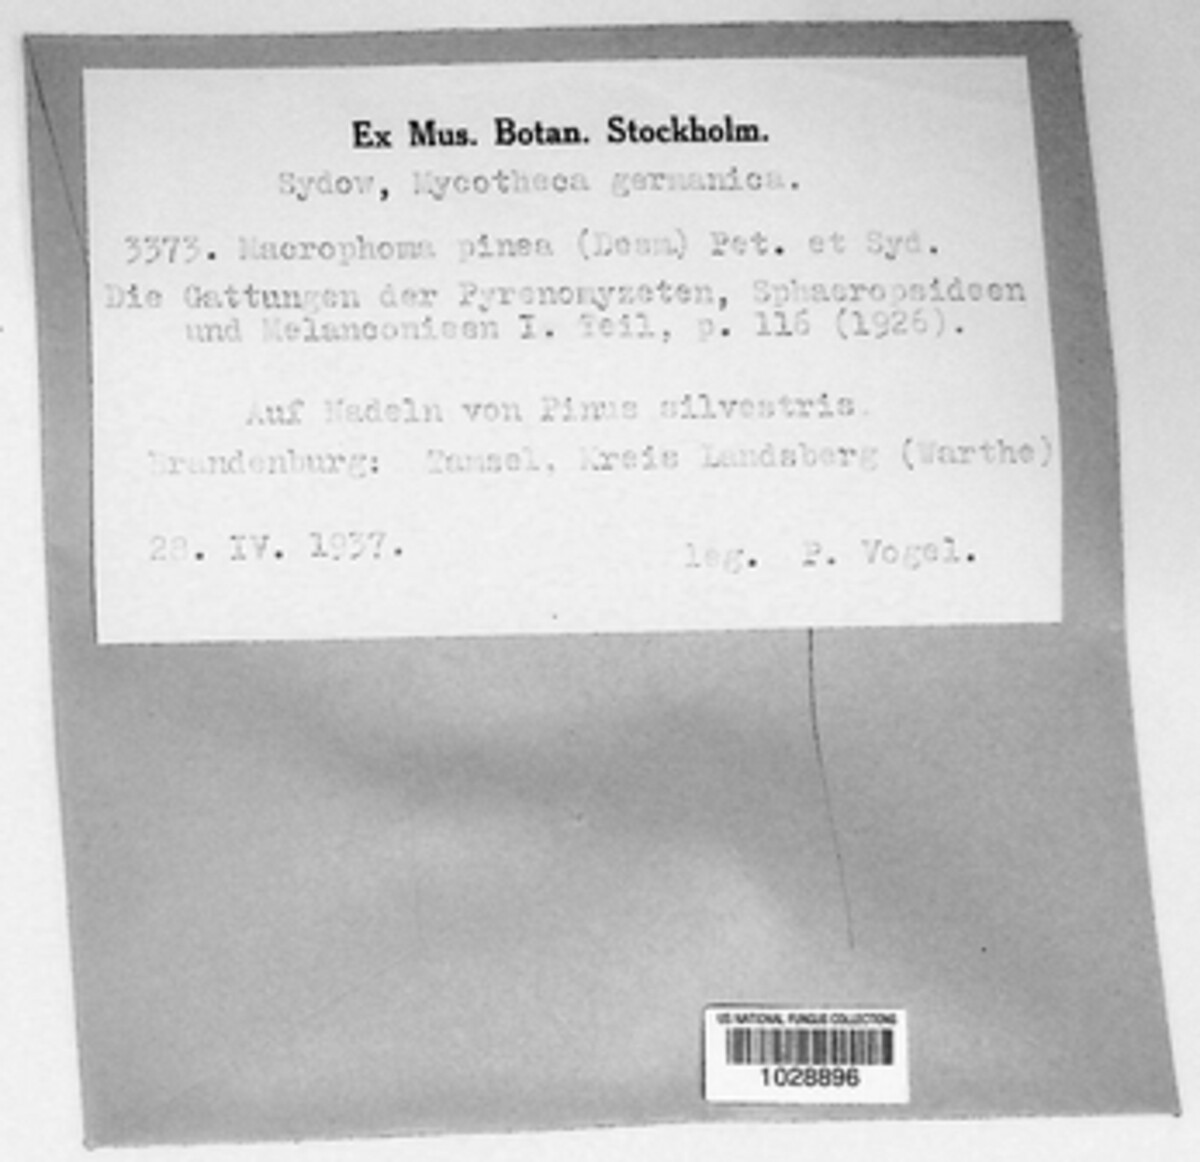 Ex Mus. Botan. Stockholm.
Sydow, Mycotheca germanica.
3373. Macrophoma pinea (Desm) Pet. et Syd.
Die Gattungen der Pyrenomyzeten, Sphaeropsideen
und Melanconieen I. Teil, p. 116 (1926).
Auf Nadeln von Pinus silvestris.
Brandenburg: Tamsel, Kreis Landsberg (Warthe)
28. IV. 1937.
leg. P. Vogel.
US NATIONAL FUNGUS COLLECTIONS
1028896